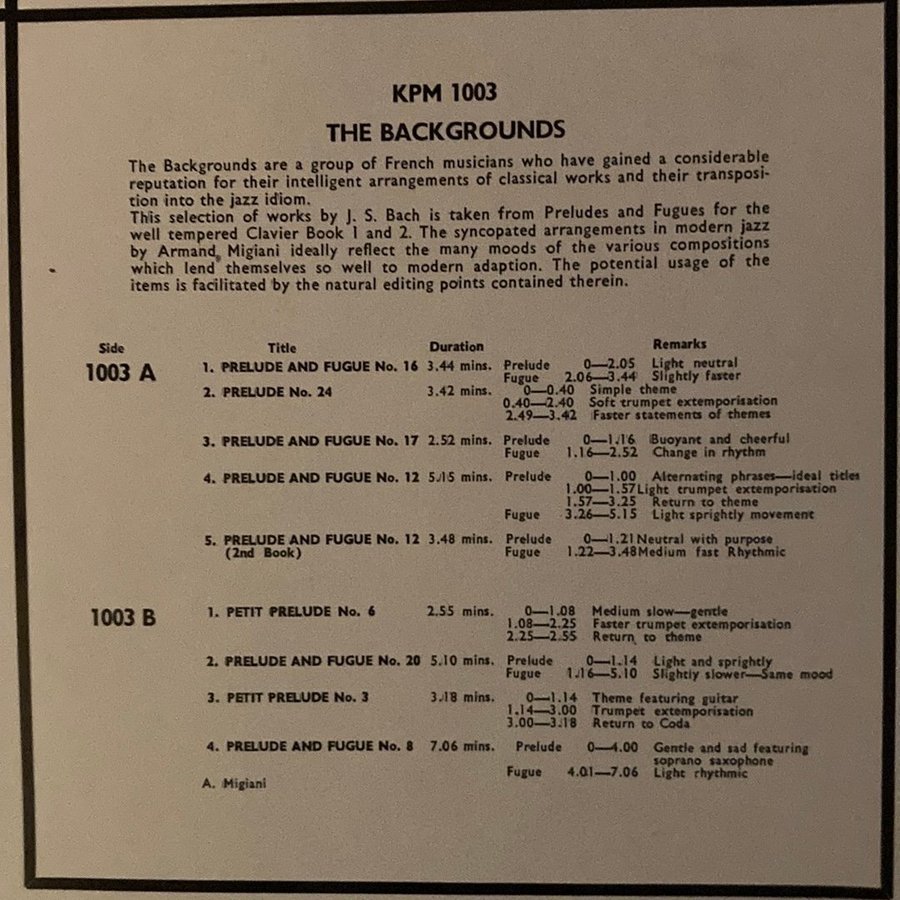 KPM 1003
THE BACKGROUNDS
The Backgrounds are a group of French musicians who have gained a considerable
reputation for their intelligent arrangements of classical works and their transposi-
tion into the jazz idiom.
This selection of works by J. S. Bach is taken from Preludes and Fugues for the
well tempered Clavier Book 1 and 2. The syncopated arrangements in modern jazz
by Armand Migiani ideally reflect the many moods of the various compositions
which lend themselves so well to modern adaption. The potential usage of the
items is facilitated by the natural editing points contained therein.
Side Title Duration Remarks
1003 A 1. PRELUDE AND FUGUE No. 16 3.44 mins. Prelude 0—2.05 Light neutral
Fugue 2.06—3.44 Slightly faster
2. PRELUDE No. 24 3.42 mins. 0—0.40 Simple theme
0.40—2.40 Soft trumpet extemporisation
2.49—3.42 Faster statements of themes
3. PRELUDE AND FUGUE No. 17 2.52 mins. Prelude 0—1.16 Buoyant and cheerful
Fugue 1.16—2.52 Change in rhythm
4. PRELUDE AND FUGUE No. 12 5.15 mins. Prelude 0—1.00 Alternating phrases—ideal titles
1.00—1.57 Light trumpet extemporisation
1.57—3.25 Return to theme
Fugue 3.26—5.15 Light sprightly movement
5. PRELUDE AND FUGUE No. 12 3.48 mins. Prelude 0—1.21 Neutral with purpose
(2nd Book) Fugue 1.22—3.48 Medium fast Rhythmic
1003 B 1. PETIT PRELUDE No. 6 2.55 mins. 0—1.08 Medium slow—gentle
1.08—2.25 Faster trumpet extemporisation
2.25—2.55 Return to theme
2. PRELUDE AND FUGUE No. 20 5.10 mins. Prelude 0—1.14 Light and sprightly
Fugue 1.16—5.10 Slightly slower—Same mood
3. PETIT PRELUDE No. 3 3.18 mins. 0—1.14 Theme featuring guitar
1.14—3.00 Trumpet extemporisation
3.00—3.18 Return to Coda
4. PRELUDE AND FUGUE No. 8 7.06 mins. Prelude 0—4.00 Gentle and sad featuring
soprano saxophone
Fugue 4.01—7.06 Light rhythmic
A. Migiani